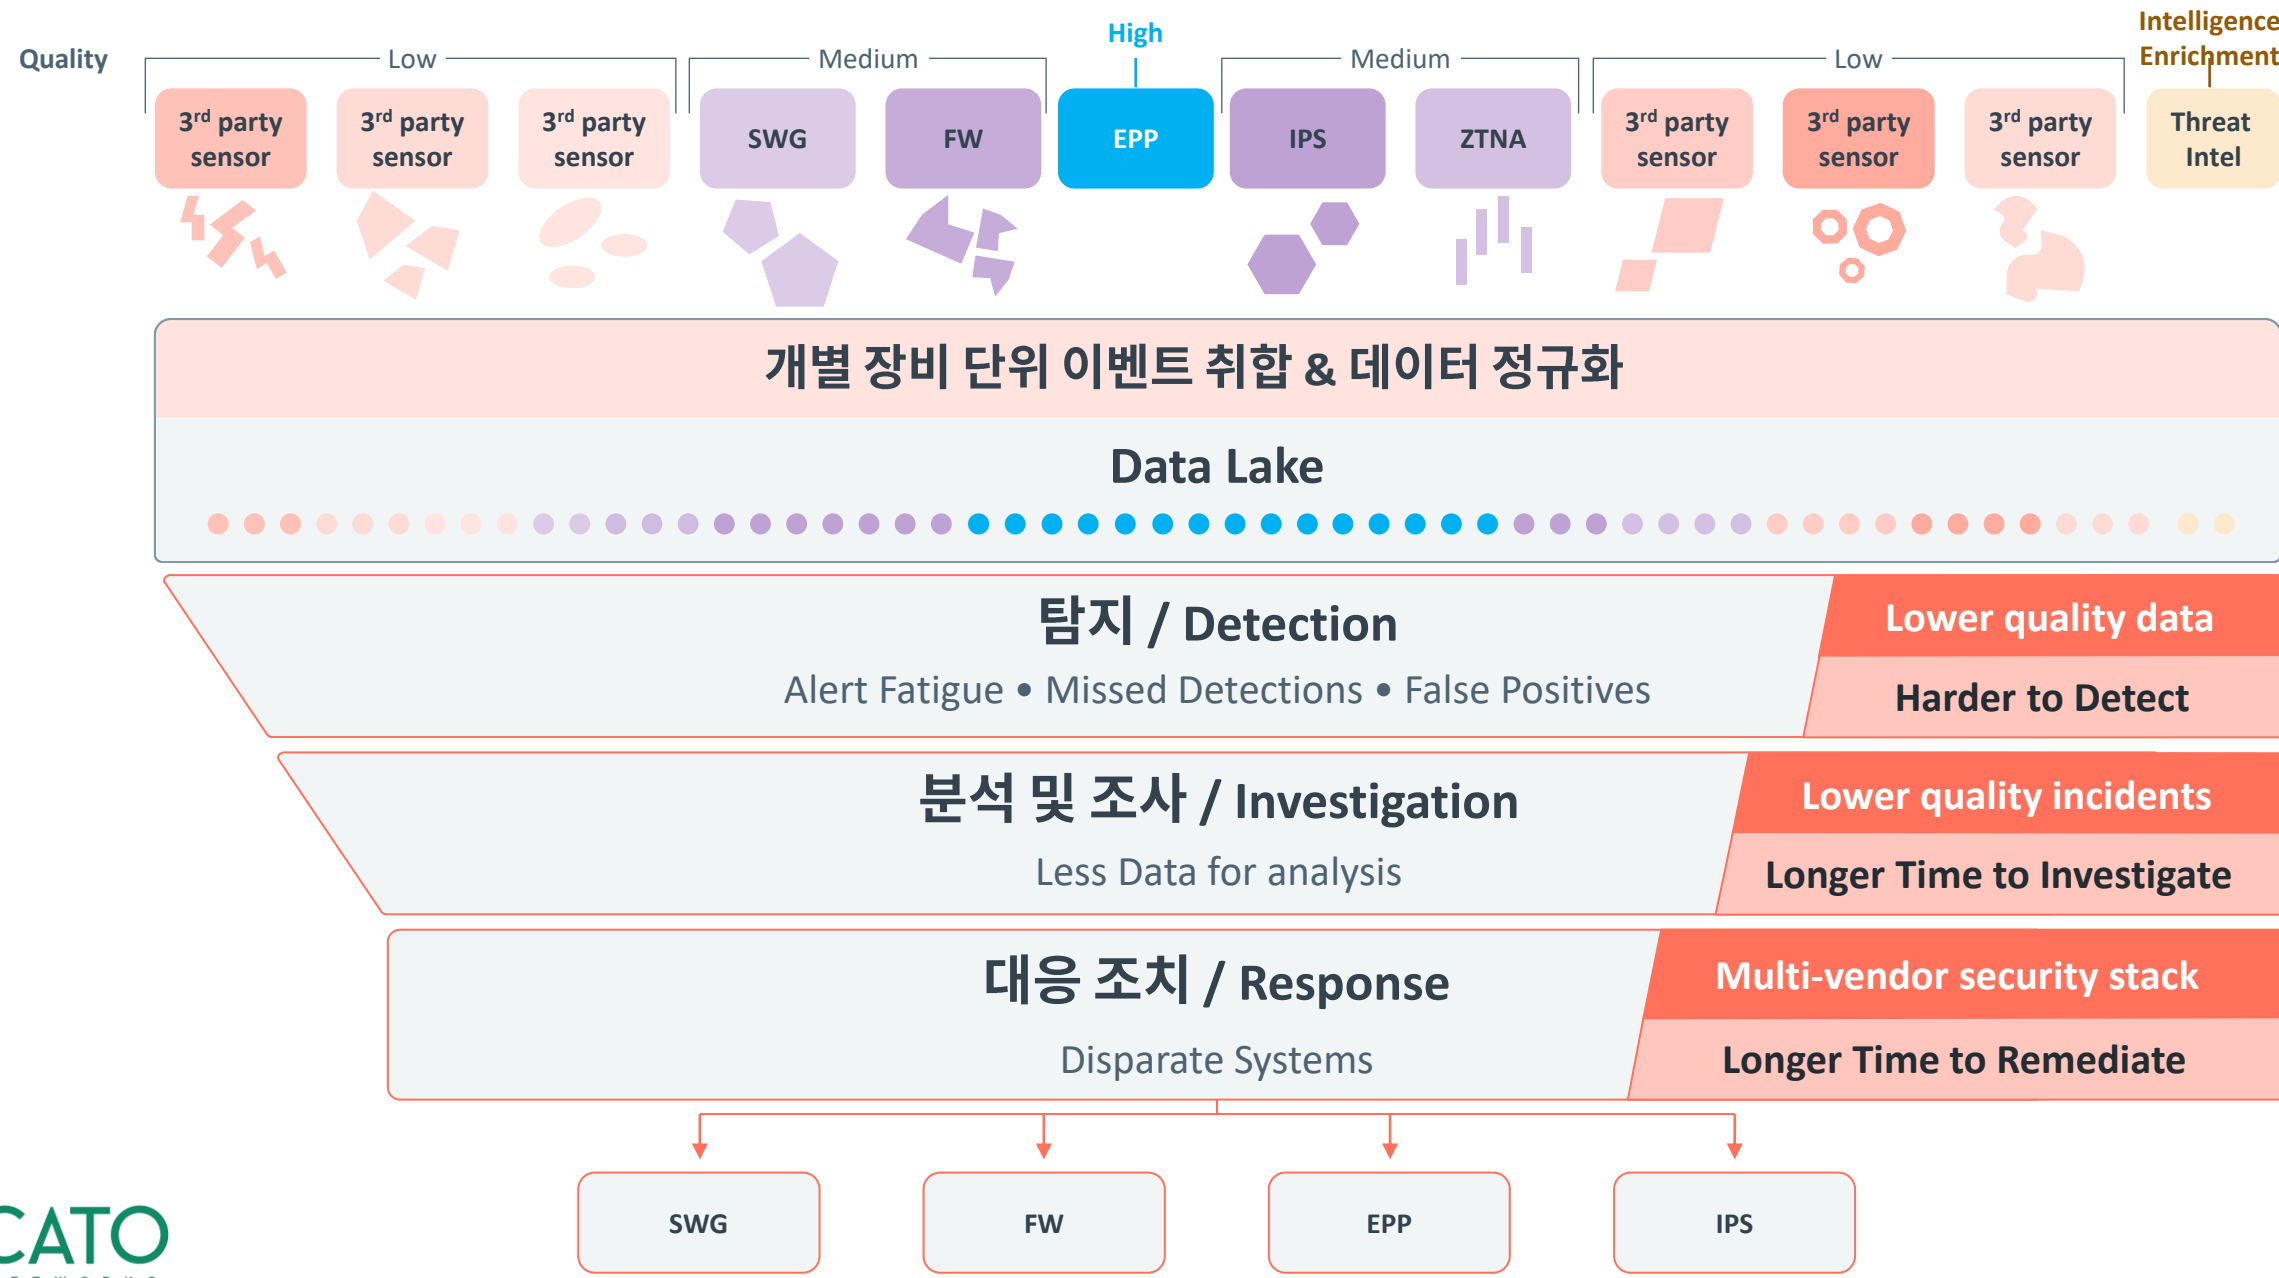 Quality
Low
Medium
High
Medium
Low
Intelligence
Enrichment
3rd party
sensor
3rd party
sensor
3rd party
sensor
SWG
FW
EPP
IPS
ZTNA
3rd party
sensor
3rd party
sensor
3rd party
sensor
Threat
Intel
개별 장비 단위 이벤트 취합 & 데이터 정규화
Data Lake
탐지 / Detection
Alert Fatigue • Missed Detections • False Positives
Lower quality data
Harder to Detect
분석 및 조사 / Investigation
Less Data for analysis
Lower quality incidents
Longer Time to Investigate
대응 조치 / Response
Disparate Systems
Multi-vendor security stack
Longer Time to Remediate
SWG
FW
EPP
IPS
CATO